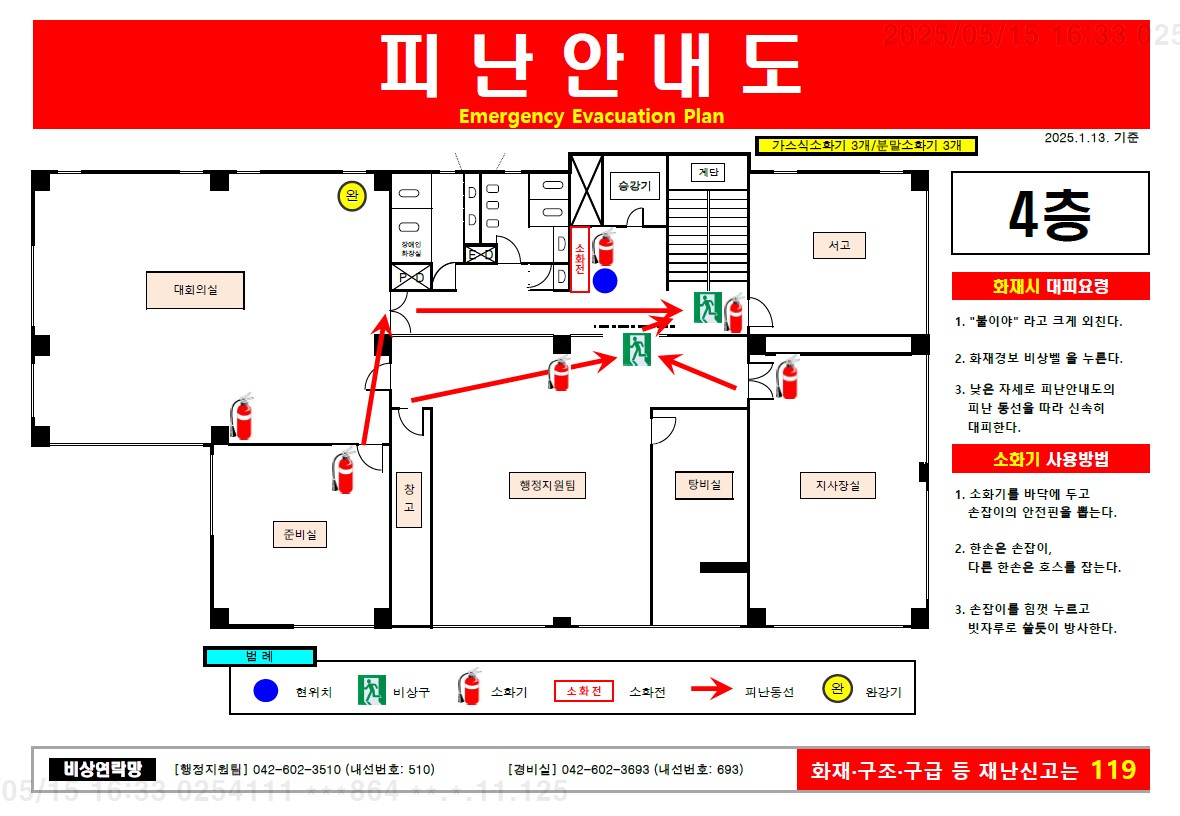 2025/05/15 16:33 025
피난안내도
Emergency Evacuation Plan
2025.1.13. 기준
가스식소화기 3개/분말소화기 3개
4층
계단
승강기
완
장애인
화장실
소화전
서고
E D
P D
대회의실
화재시 대피요령
1. "불이야" 라고 크게 외친다.
2. 화재경보 비상벨 을 누른다.
3. 낮은 자세로 피난안내도의
피난 동선을 따라 신속히
대피한다.
소화기 사용방법
1. 소화기를 바닥에 두고
손잡이의 안전핀을 뽑는다.
2. 한손은 손잡이,
다른 한손은 호스를 잡는다.
3. 손잡이를 힘껏 누르고
빗자루로 쓸듯이 방사한다.
창고
행정지원팀
탕비실
지사장실
준비실
범 례
현위치
비상구
소화기
소화전
소화전
피난동선
완
완강기
비상연락망
[행정지원팀] 042-602-3510 (내선번호: 510)
[경비실] 042-602-3693 (내선번호: 693)
화재·구조·구급 등 재난신고는 119
05/15 16:33 0254111 ***864 **.*.11.125